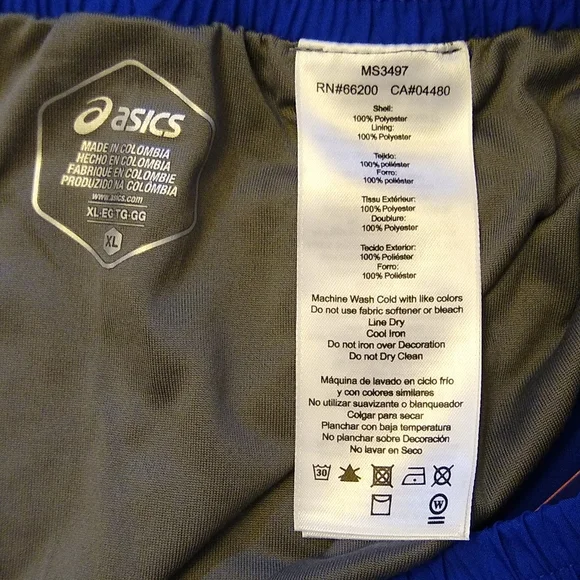 asics
MADE IN COLOMBIA
HECHO EN COLOMBIA
FABRIQUÉ EN COLOMBIE
PRODUZIDO NA COLÔMBIA
www.asics.com
XL-EG TG-GG
XL
MS3497
RN#66200 CA#04480
Shell:
100% Polyester
Lining:
100% Polyester
Tejido:
100% poliéster
Forro:
100% poliéster
Tissu Extérieur:
100% Polyester
Doublure:
100% Polyester
Tecido Exterior:
100% Poliéster
Forro:
100% Poliéster
Machine Wash Cold with like colors
Do not use fabric softener or bleach
Line Dry
Cool Iron
Do not iron over Decoration
Do not Dry Clean
Máquina de lavado en ciclo frío
y con colores similares
No utilizar suavizante o blanqueador
Colgar para secar
Planchar con baja temperatura
No planchar sobre Decoración
No lavar en Seco
30
W